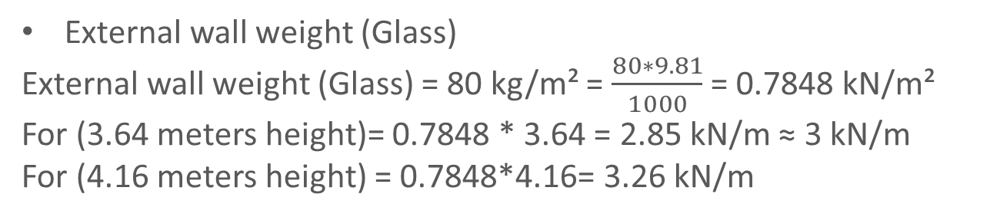 • External wall weight (Glass)
External wall weight (Glass) = 80 kg/m² = 80*9.81/1000 = 0.7848 kN/m²
For (3.64 meters height)= 0.7848 * 3.64 = 2.85 kN/m ≈ 3 kN/m
For (4.16 meters height) = 0.7848*4.16= 3.26 kN/m